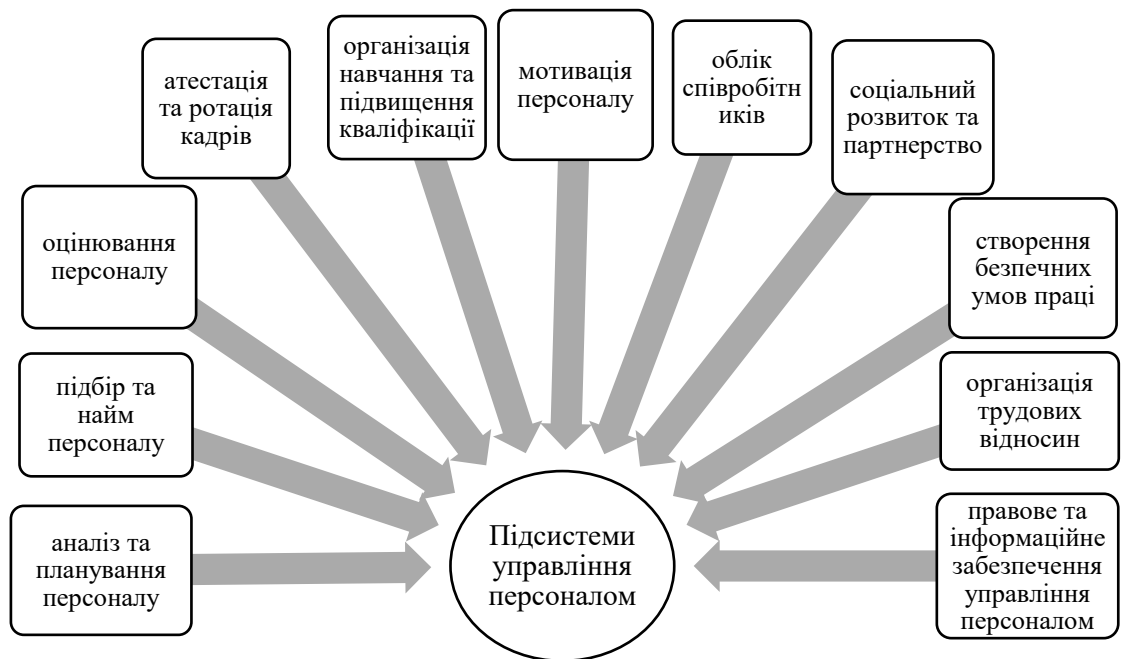 аналіз та
планування
персоналу
підбір та
найм
персоналу
оцінювання
персоналу
атестація
та ротація
кадрів
організація
навчання та
підвищення
кваліфікації
мотивація
персоналу
облік
співробітн
иків
соціальний
розвиток та
партнерство
створення
безпечних
умов праці
організація
трудових
відносин
правове та
інформаційне
забезпечення
управління
персоналом
Підсистеми
управління
персоналом